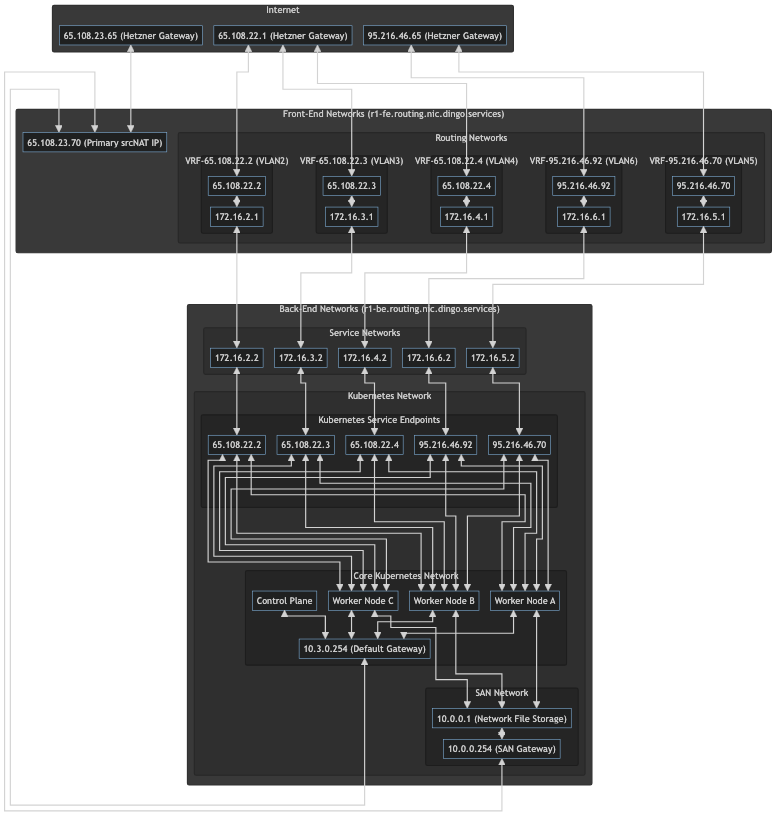 Internet
65.108.23.65 (Hetzner Gateway)
65.108.22.1 (Hetzner Gateway)
95.216.46.65 (Hetzner Gateway)
Front-End Networks (r1-fe.routing.nic.dingo.services)
65.108.23.70 (Primary srcNAT IP)
Routing Networks
VRF-65.108.22.2 (VLAN2)
VRF-65.108.22.3 (VLAN3)
VRF-65.108.22.4 (VLAN4)
VRF-95.216.46.92 (VLAN6)
VRF-95.216.46.70 (VLAN5)
65.108.22.2
65.108.22.3
65.108.22.4
95.216.46.92
95.216.46.70
172.16.2.1
172.16.3.1
172.16.4.1
172.16.6.1
172.16.5.1
Back-End Networks (r1-be.routing.nic.dingo.services)
Service Networks
172.16.2.2
172.16.3.2
172.16.4.2
172.16.6.2
172.16.5.2
Kubernetes Network
Kubernetes Service Endpoints
65.108.22.2
65.108.22.3
65.108.22.4
95.216.46.92
95.216.46.70
Core Kubernetes Network
Control Plane
Worker Node C
Worker Node B
Worker Node A
10.3.0.254 (Default Gateway)
SAN Network
10.0.0.1 (Network File Storage)
10.0.0.254 (SAN Gateway)